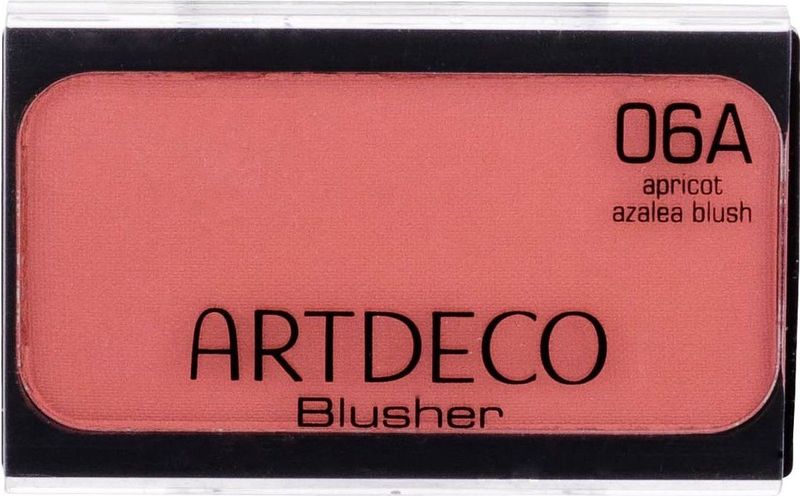 06A
apricot
azalea blush
ARTDECO
Blusher